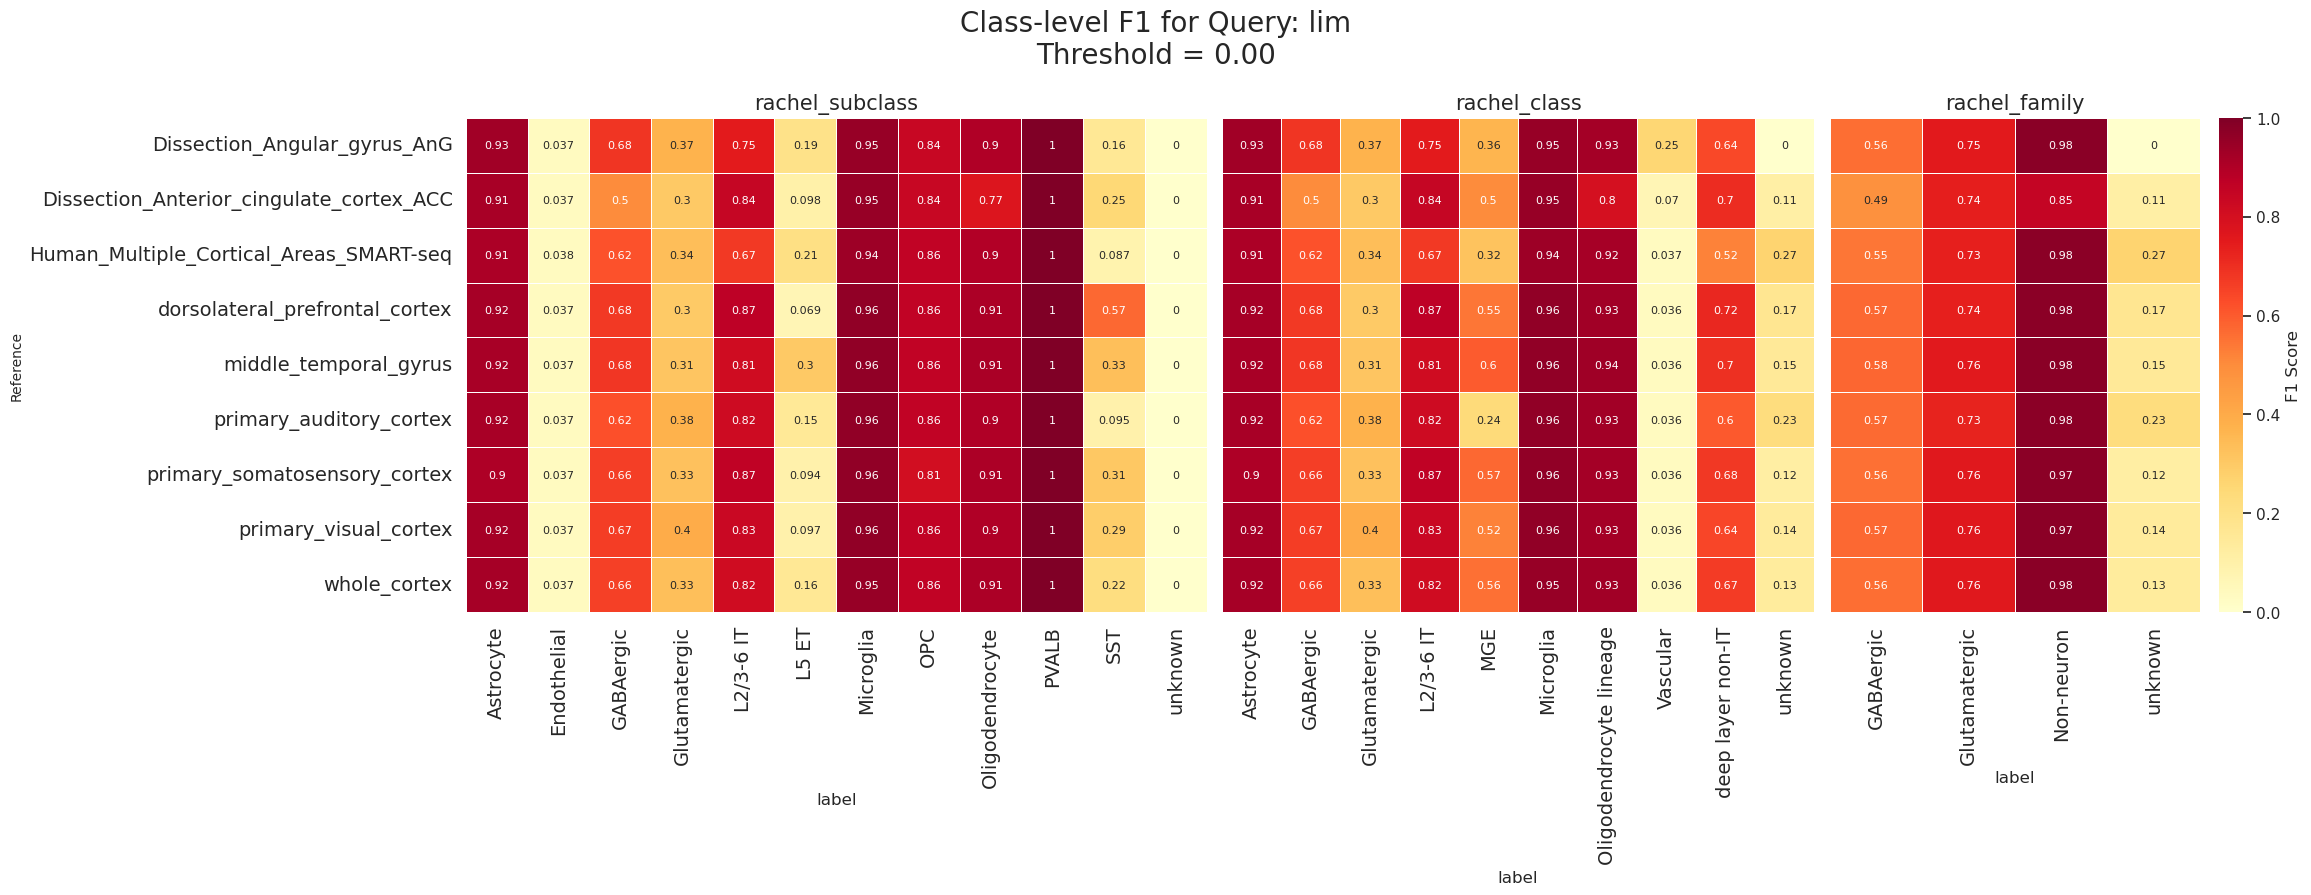 Class-level F1 for Query: lim
Threshold = 0.00
rachel_subclass rachel_class rachel_family
Dissection_Angular_gyrus_AnG 0.93 0.037 0.68 0.37 0.75 0.19 0.95 0.84 0.9 1 0.16 0 0.93 0.68 0.37 0.75 0.36 0.95 0.93 0.25 0.64 0 0.56 0.75 0.98 0 1.0
Dissection_Anterior_cingulate_cortex_ACC 0.91 0.037 0.5 0.3 0.84 0.098 0.95 0.84 0.77 1 0.25 0 0.91 0.5 0.3 0.84 0.5 0.95 0.8 0.07 0.7 0.11 0.49 0.74 0.85 0.11 0.8
Human_Multiple_Cortical_Areas_SMART-seq 0.91 0.038 0.62 0.34 0.67 0.21 0.94 0.86 0.9 1 0.087 0 0.91 0.62 0.34 0.67 0.32 0.94 0.92 0.037 0.52 0.27 0.55 0.73 0.98 0.27
dorsolateral_prefrontal_cortex 0.92 0.037 0.68 0.3 0.87 0.069 0.96 0.86 0.91 1 0.57 0 0.92 0.68 0.3 0.87 0.55 0.96 0.93 0.036 0.72 0.17 0.57 0.74 0.98 0.17 0.6
middle_temporal_gyrus 0.92 0.037 0.68 0.31 0.81 0.3 0.96 0.86 0.91 1 0.33 0 0.92 0.68 0.31 0.81 0.6 0.96 0.94 0.036 0.7 0.15 0.58 0.76 0.98 0.15
Reference
F1 Score
primary_auditory_cortex 0.92 0.037 0.62 0.38 0.82 0.15 0.96 0.86 0.9 1 0.095 0 0.92 0.62 0.38 0.82 0.24 0.96 0.93 0.036 0.6 0.23 0.57 0.73 0.98 0.23 0.4
primary_somatosensory_cortex 0.9 0.037 0.66 0.33 0.87 0.094 0.96 0.81 0.91 1 0.31 0 0.9 0.66 0.33 0.87 0.57 0.96 0.93 0.036 0.68 0.12 0.56 0.76 0.97 0.12
primary_visual_cortex 0.92 0.037 0.67 0.4 0.83 0.097 0.96 0.86 0.9 1 0.29 0 0.92 0.67 0.4 0.83 0.52 0.96 0.93 0.036 0.64 0.14 0.57 0.76 0.97 0.14 0.2
whole_cortex 0.92 0.037 0.66 0.33 0.82 0.16 0.95 0.86 0.91 1 0.22 0 0.92 0.66 0.33 0.82 0.56 0.95 0.93 0.036 0.67 0.13 0.56 0.76 0.98 0.13 0.0
Astrocyte Endothelial GABAergic Glutamatergic L2/3-6 IT L5 ET Microglia OPC Oligodendrocyte PVALB SST unknown Astrocyte GABAergic Glutamatergic L2/3-6 IT MGE Microglia Oligodendrocyte lineage Vascular deep layer non-IT unknown GABAergic Glutamatergic Non-neuron unknown
label
label
label